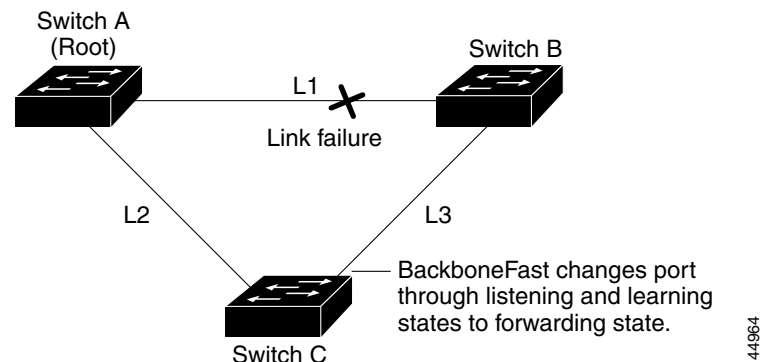 Switch A
(Root)
Switch B
L1
Link failure
L2
L3
BackboneFast changes port
through listening and learning
states to forwarding state.
Switch C
44964